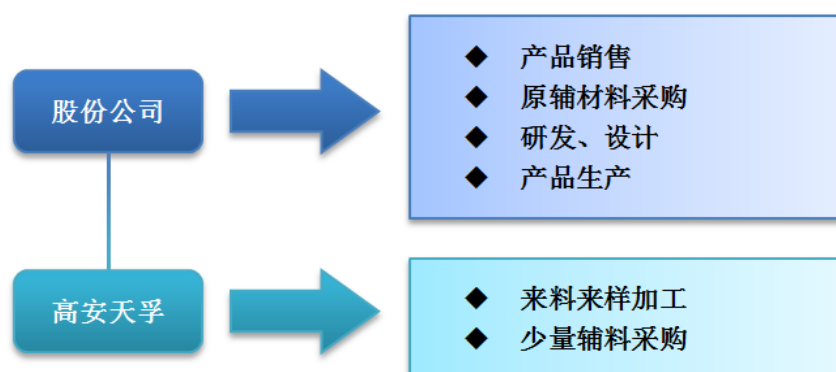 股份公司
产品销售
原辅材料采购
研发、设计
产品生产
高安天孚
来料来样加工
少量辅料采购